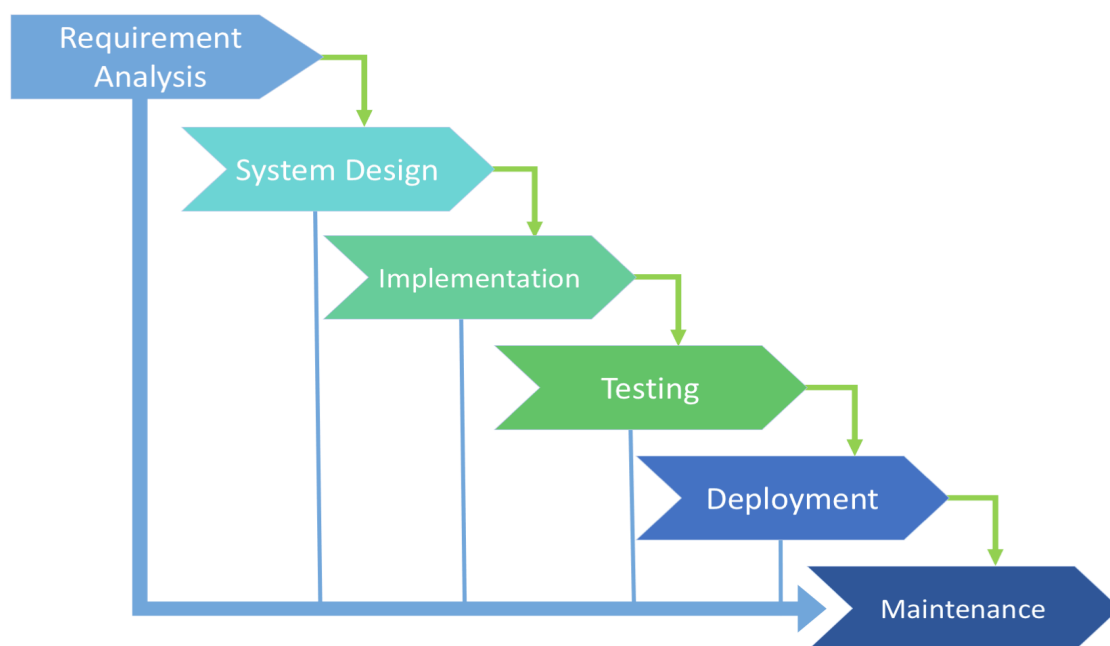 Requirement
Analysis
System Design
Implementation
Testing
Deployment
Maintenance